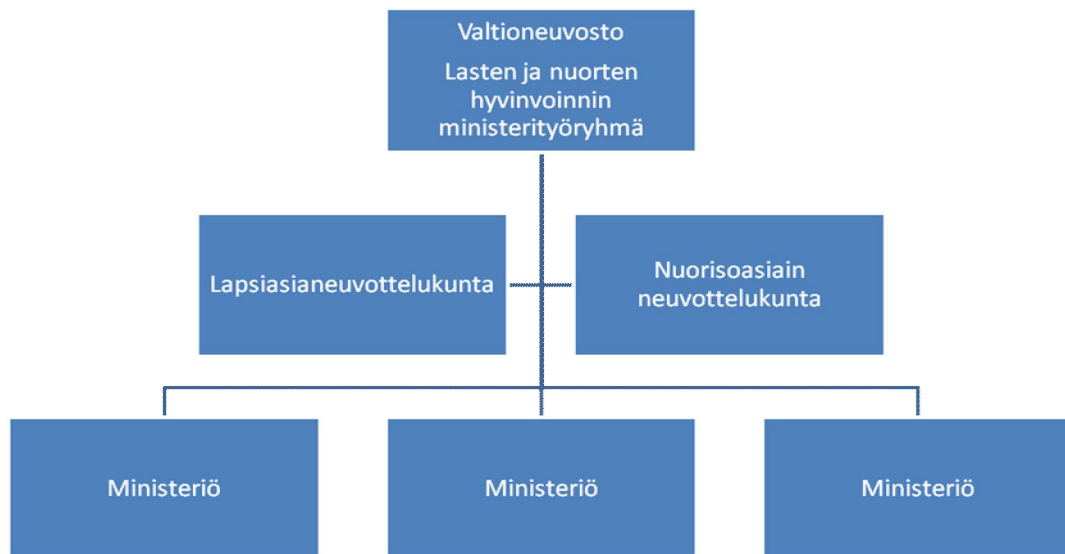 Valtioneuvosto
Lasten ja nuorten
hyvinvoinnin
ministerityöryhmä
Lapsiasianeuvottelukunta
Nuorisoasiain
neuvottelukunta
Ministeriö
Ministeriö
Ministeriö